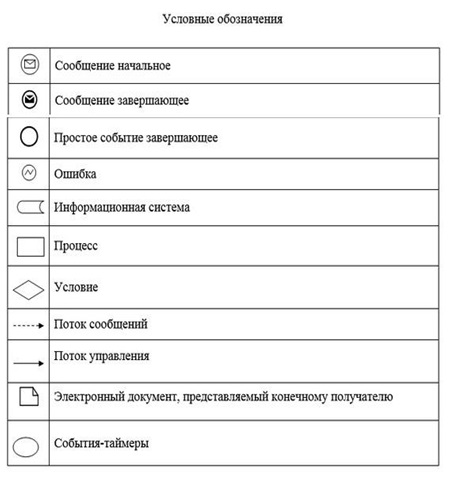 Условные обозначения
Сообщение начальное
Сообщение завершающее
Простое событие завершающее
Ошибка
Информационная система
Процесс
Условие
Поток сообщений
Поток управления
Электронный документ, представляемый конечному получателю
События-таймеры